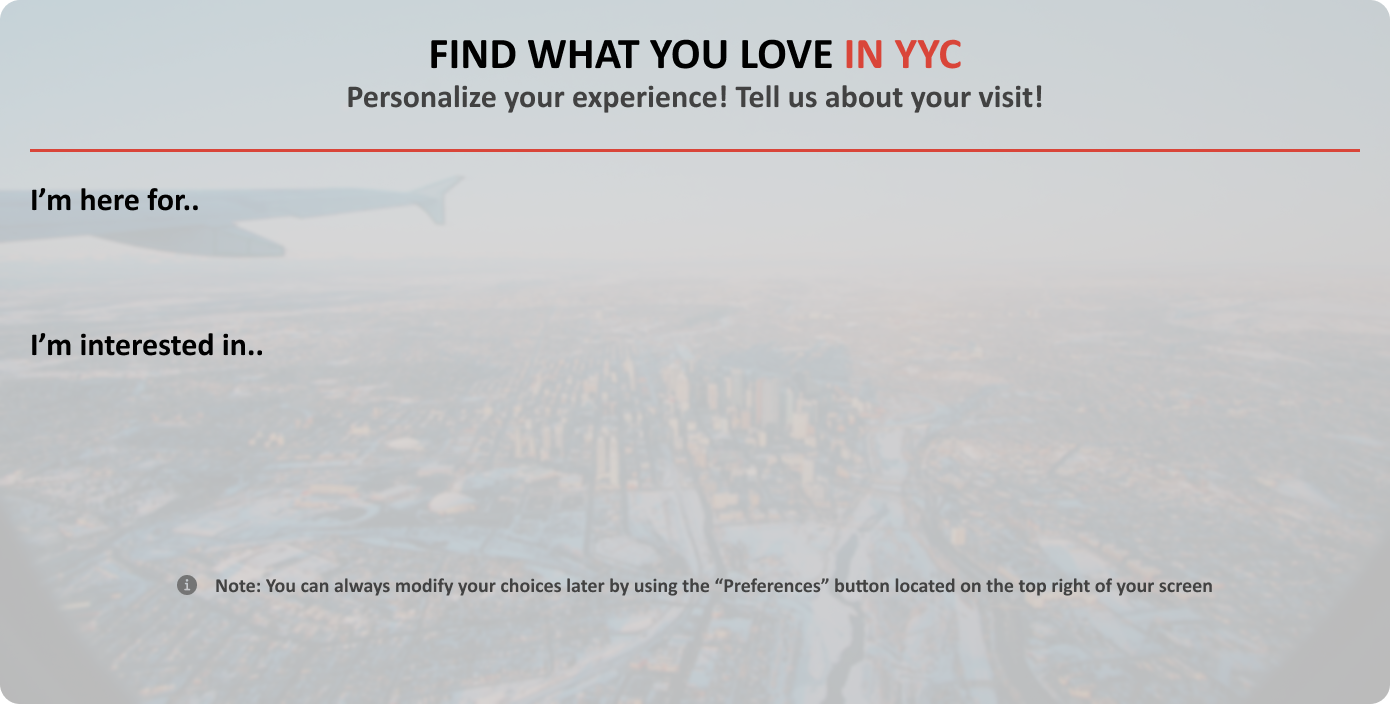 FIND WHAT YOU LOVE IN YYC
Personalize your experience! Tell us about your visit!
I’m here for..
I’m interested in..
Note: You can always modify your choices later by using the “Preferences” button located on the top right of your screen